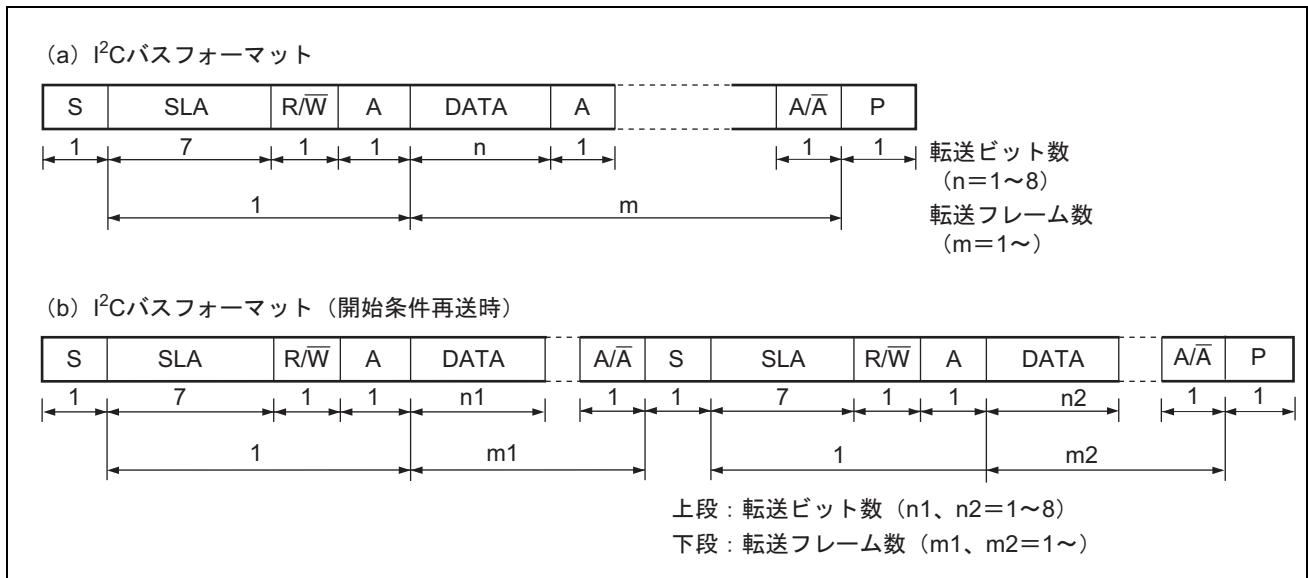 (a) I²Cバスフォーマット
S SLA R/W̅ A DATA A A/A̅ P
1 7 1 1 n 1 1 1
転送ビット数
(n=1~8)
1 m
転送フレーム数
(m=1~)
(b) I²Cバスフォーマット(開始条件再送時)
S SLA R/W̅ A DATA A/A̅ S SLA R/W̅ A DATA A/A̅ P
1 7 1 1 n1 1 1 7 1 1 n2 1 1
1 m1 1 m2
上段:転送ビット数(n1、n2=1~8)
下段:転送フレーム数(m1、m2=1~)